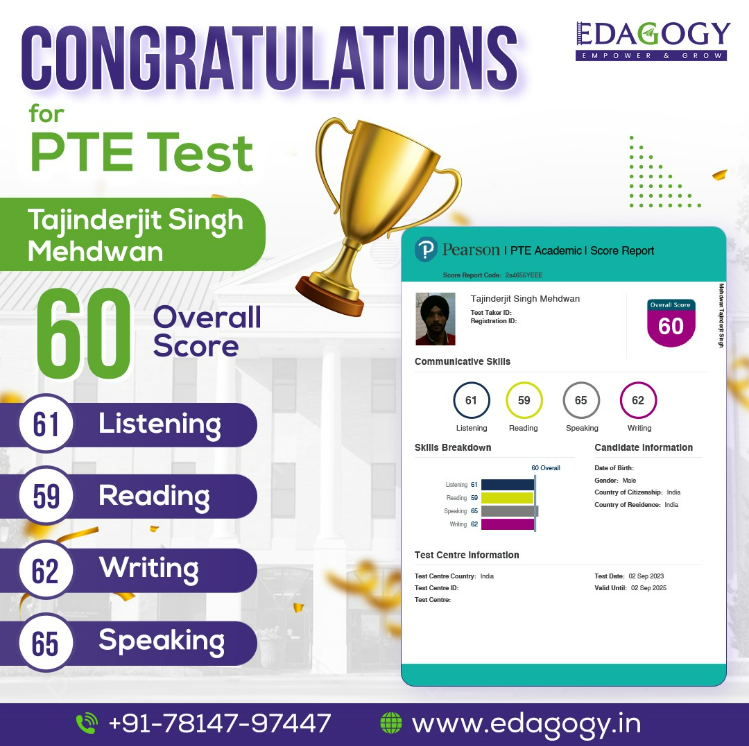 CONGRATULATIONS
EDAGOGY
EMPOWER & GROW
for
PTE Test
Tajinderjit Singh
Mehdwan
60 Overall
Score
61 Listening
59 Reading
62 Writing
65 Speaking
Pearson | PTE Academic | Score Report
Score Report Code: 2a4656YEEE
Tajinderjit Singh Mehdwan
Test Taker ID:
Registration ID:
Overall Score
60
Mehdwan Tajinderjit Singh
Communicative Skills
61 59 65 62
Listening Reading Speaking Writing
Skills Breakdown
60 Overall
Listening 61
Reading 59
Speaking 65
Writing 62
Candidate Information
Date of Birth:
Gender: Male
Country of Citizenship: India
Country of Residence: India
Test Centre Information
Test Centre Country: India
Test Centre ID:
Test Centre:
Test Date: 02 Sep 2023
Valid Until: 02 Sep 2025
+91-78147-97447
www.edagogy.in